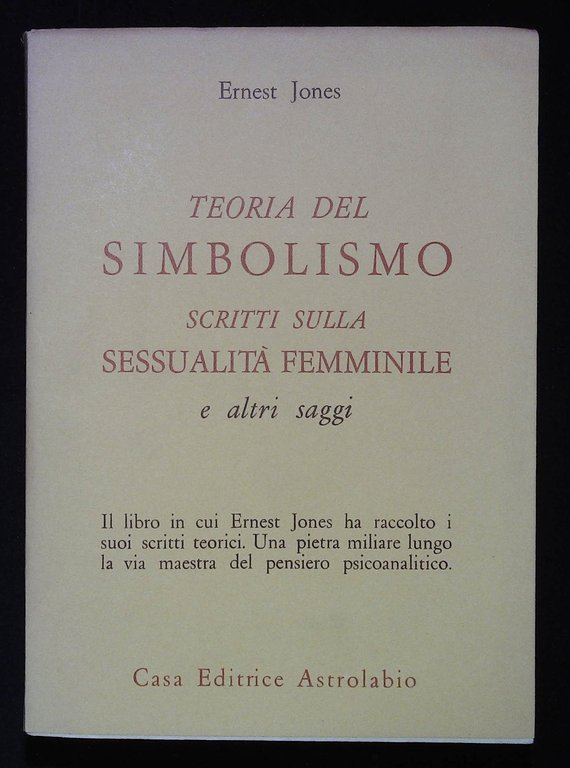 Ernest Jones
TEORIA DEL
SIMBOLISMO
SCRITTI SULLA
SESSUALITÀ FEMMINILE
e altri saggi
Il libro in cui Ernest Jones ha raccolto i
suoi scritti teorici. Una pietra miliare lungo
la via maestra del pensiero psicoanalitico.
Casa Editrice Astrolabio